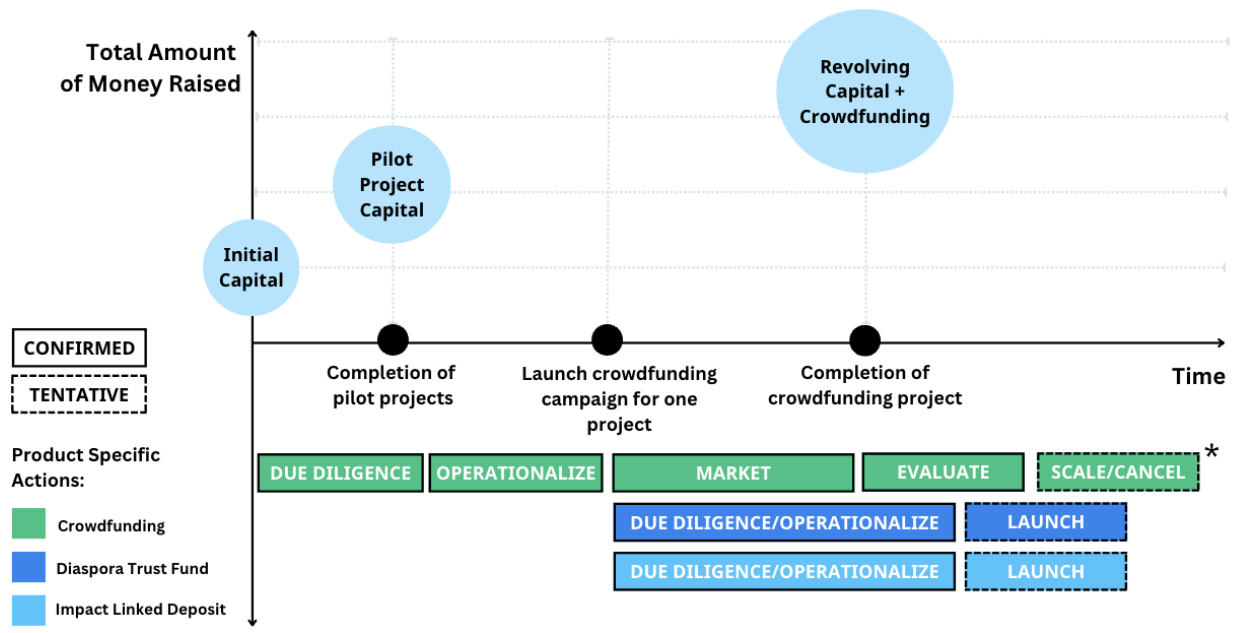 Total Amount
of Money Raised
Revolving
Capital +
Crowdfunding
Pilot
Project
Capital
Initial
Capital
CONFIRMED
TENTATIVE
Completion of
pilot projects
Launch crowdfunding
campaign for one
project
Completion of
crowdfunding project
Time
Product Specific
Actions:
Crowdfunding
Diaspora Trust Fund
Impact Linked Deposit
DUE DILIGENCE
OPERATIONALIZE
MARKET
EVALUATE
SCALE/CANCEL
*
DUE DILIGENCE/OPERATIONALIZE
LAUNCH
DUE DILIGENCE/OPERATIONALIZE
LAUNCH